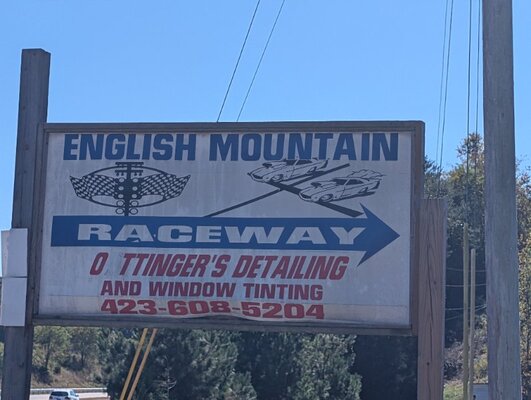 ENGLISH MOUNTAIN
RACEWAY
O TTINGER'S DETAILING
AND WINDOW TINTING
423-608-5204